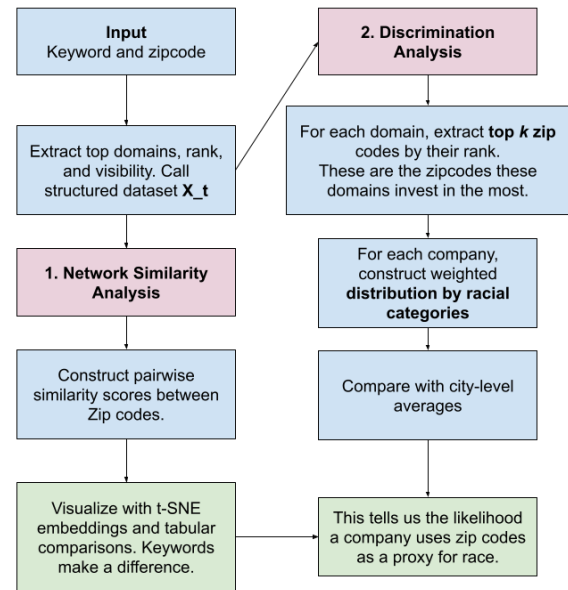 Input
Keyword and zipcode
Extract top domains, rank,
and visibility. Call
structured dataset X_t
1. Network Similarity
Analysis
Construct pairwise
similarity scores between
Zip codes.
Visualize with t-SNE
embeddings and tabular
comparisons. Keywords
make a difference.
2. Discrimination
Analysis
For each domain, extract top k zip
codes by their rank.
These are the zipcodes these
domains invest in the most.
For each company,
construct weighted
distribution by racial
categories
Compare with city-level
averages
This tells us the likelihood
a company uses zip codes
as a proxy for race.